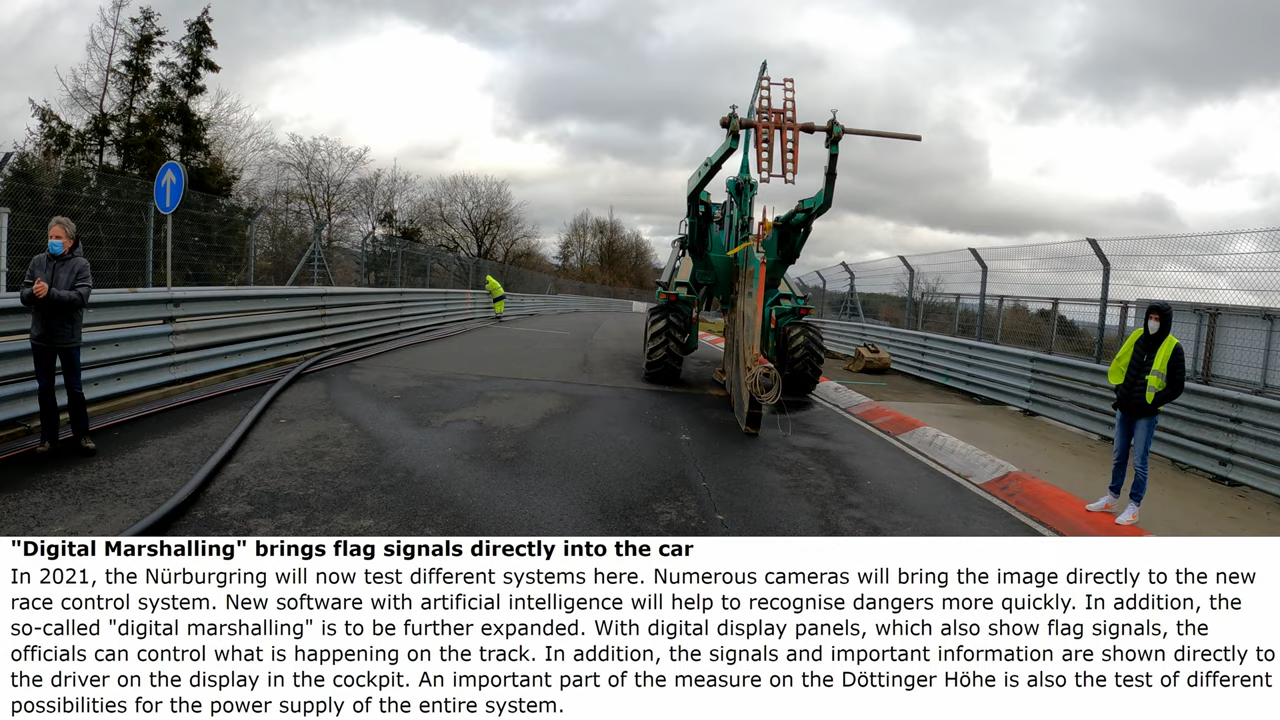 "Digital Marshalling" brings flag signals directly into the car
In 2021, the Nürburgring will now test different systems here. Numerous cameras will bring the image directly to the new
race control system. New software with artificial intelligence will help to recognise dangers more quickly. In addition, the
so-called "digital marshalling" is to be further expanded. With digital display panels, which also show flag signals, the
officials can control what is happening on the track. In addition, the signals and important information are shown directly to
the driver on the display in the cockpit. An important part of the measure on the Döttinger Höhe is also the test of different
possibilities for the power supply of the entire system.